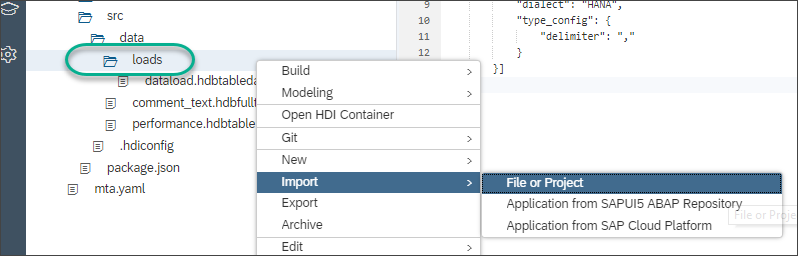 src
data
loads
dataload.hdbtableda
comment_text.hdbfullt
performance.hdbtable
.hdiconfig
package.json
mta.yaml
9 "dialect": "HANA",
10 "type_config": {
11 "delimiter": ","
12 }
}]
Build >
Modeling >
Open HDI Container
Git >
New >
Import >
Export
Archive
Edit >
File or Project
Application from SAPUI5 ABAP Repository
Application from SAP Cloud Platform
File or Proje